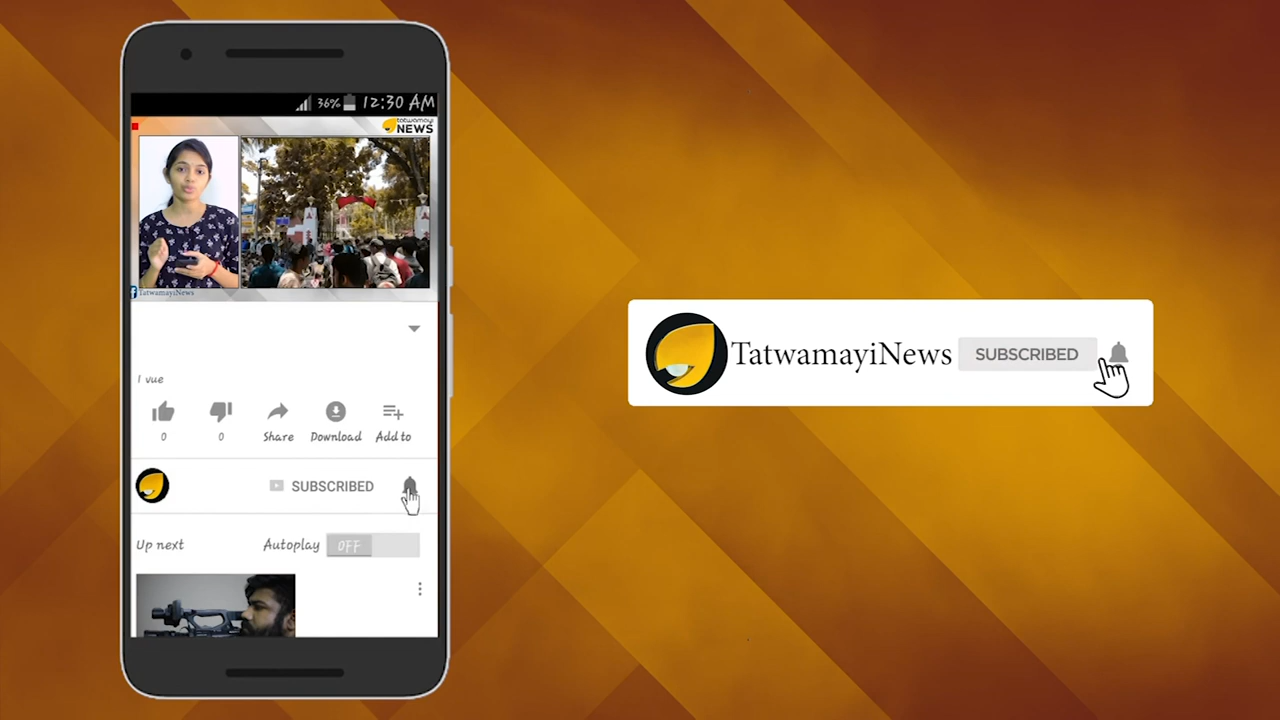 36% 12:30 AM
tatwamayi
NEWS
TatwamayiNews
1 vue
0 0 Share Download Add to
SUBSCRIBED
Up next Autoplay OFF
TatwamayiNews SUBSCRIBED